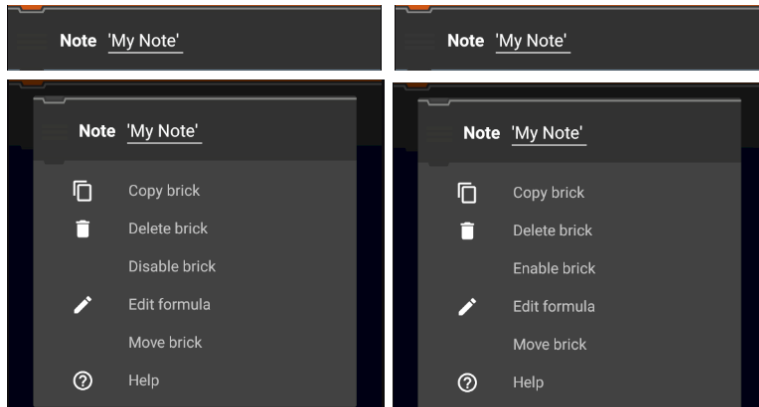 Note 'My Note'
Note 'My Note'
Note 'My Note'
Copy brick
Delete brick
Disable brick
Edit formula
Move brick
Help
Note 'My Note'
Copy brick
Delete brick
Enable brick
Edit formula
Move brick
Help